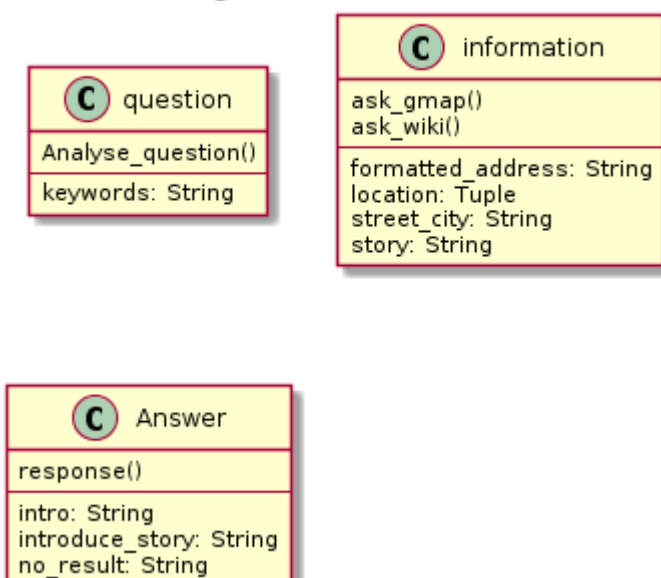 C question
Analyse_question()
keywords: String
C information
ask_gmap()
ask_wiki()
formatted_address: String
location: Tuple
street_city: String
story: String
C Answer
response()
intro: String
introduce_story: String
no_result: String